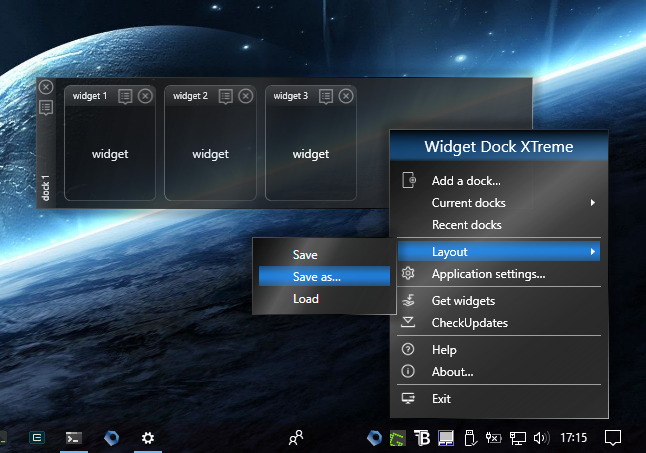 widget 1
widget 2
widget 3
widget
widget
widget
dock 1
Widget Dock XTreme
Add a dock...
Current docks
Recent docks
Layout
Application settings...
Get widgets
CheckUpdates
Help
About...
Exit
Save
Save as...
Load
17:15